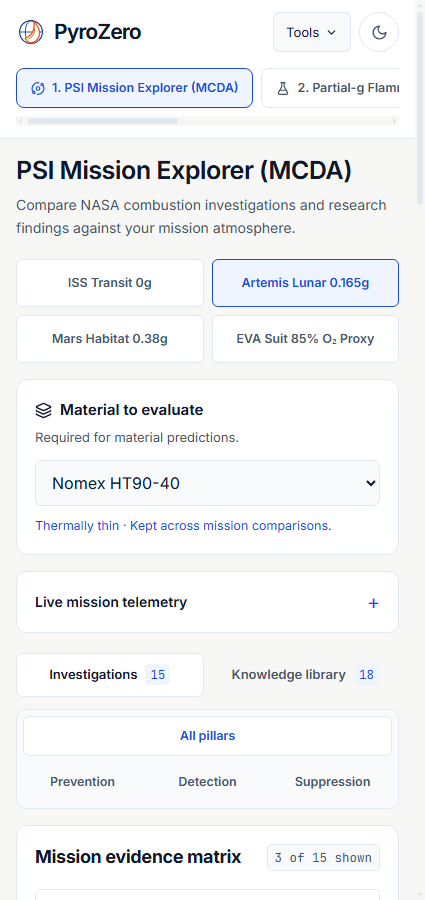 PyroZero
Tools
1. PSI Mission Explorer (MCDA)
2. Partial-g Flam
PSI Mission Explorer (MCDA)
Compare NASA combustion investigations and research
findings against your mission atmosphere.
ISS Transit 0g
Artemis Lunar 0.165g
Mars Habitat 0.38g
EVA Suit 85% O₂ Proxy
Material to evaluate
Required for material predictions.
Nomex HT90-40
Thermally thin · Kept across mission comparisons.
Live mission telemetry
+
Investigations 15
Knowledge library 18
All pillars
Prevention
Detection
Suppression
Mission evidence matrix
3 of 15 shown